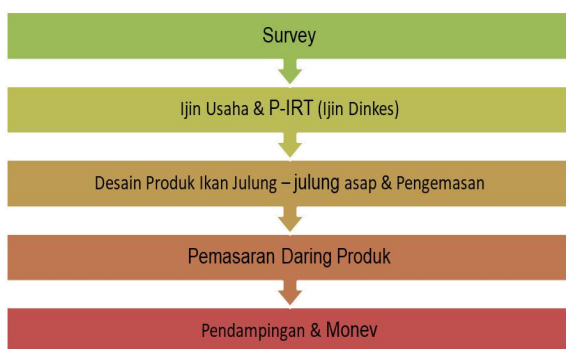 Survey
Ijin Usaha & P-IRT (Ijin Dinkes)
Desain Produk Ikan Julung – julung asap & Pengemasan
Pemasaran Daring Produk
Pendampingan & Monev